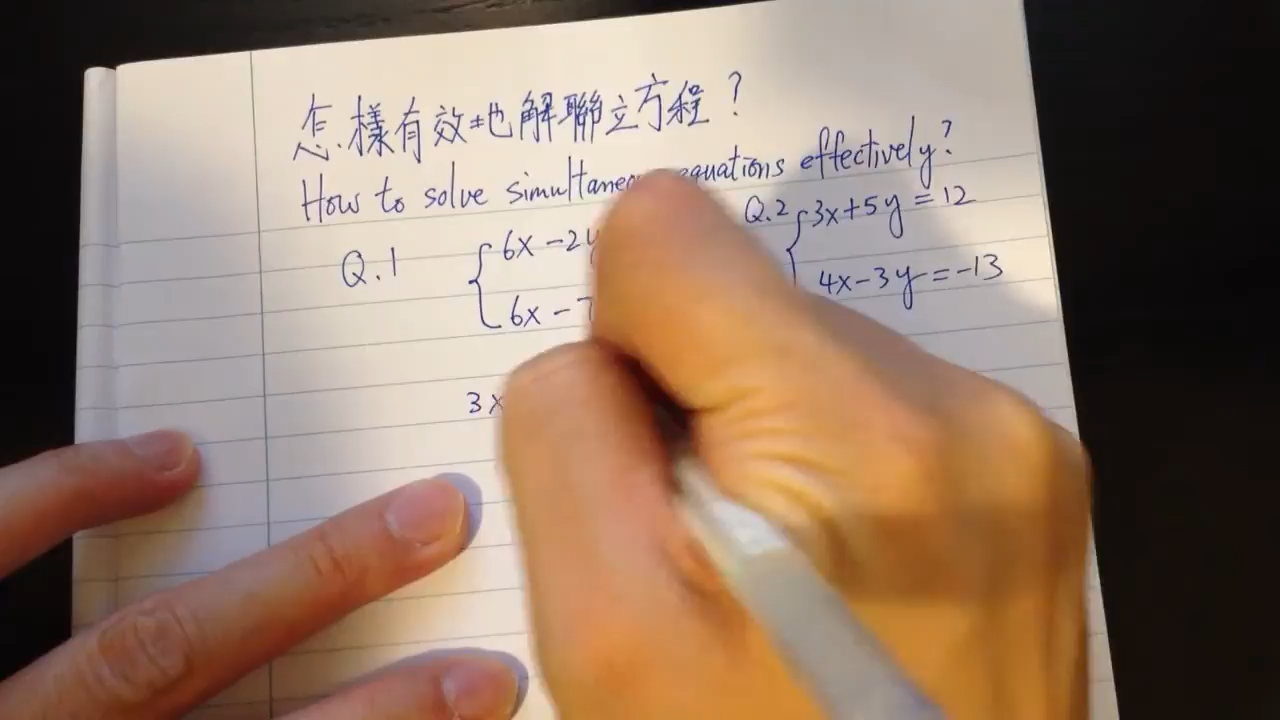 怎樣有效地解聯立方程?
How to solve simultaneous equations effectively?
Q.1
6x - 2y
6x - 7
Q.2
3x + 5y = 12
4x - 3y = -13
3x